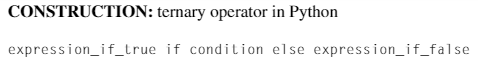 CONSTRUCTION: ternary operator in Python
expression_if_true if condition else expression_if_false